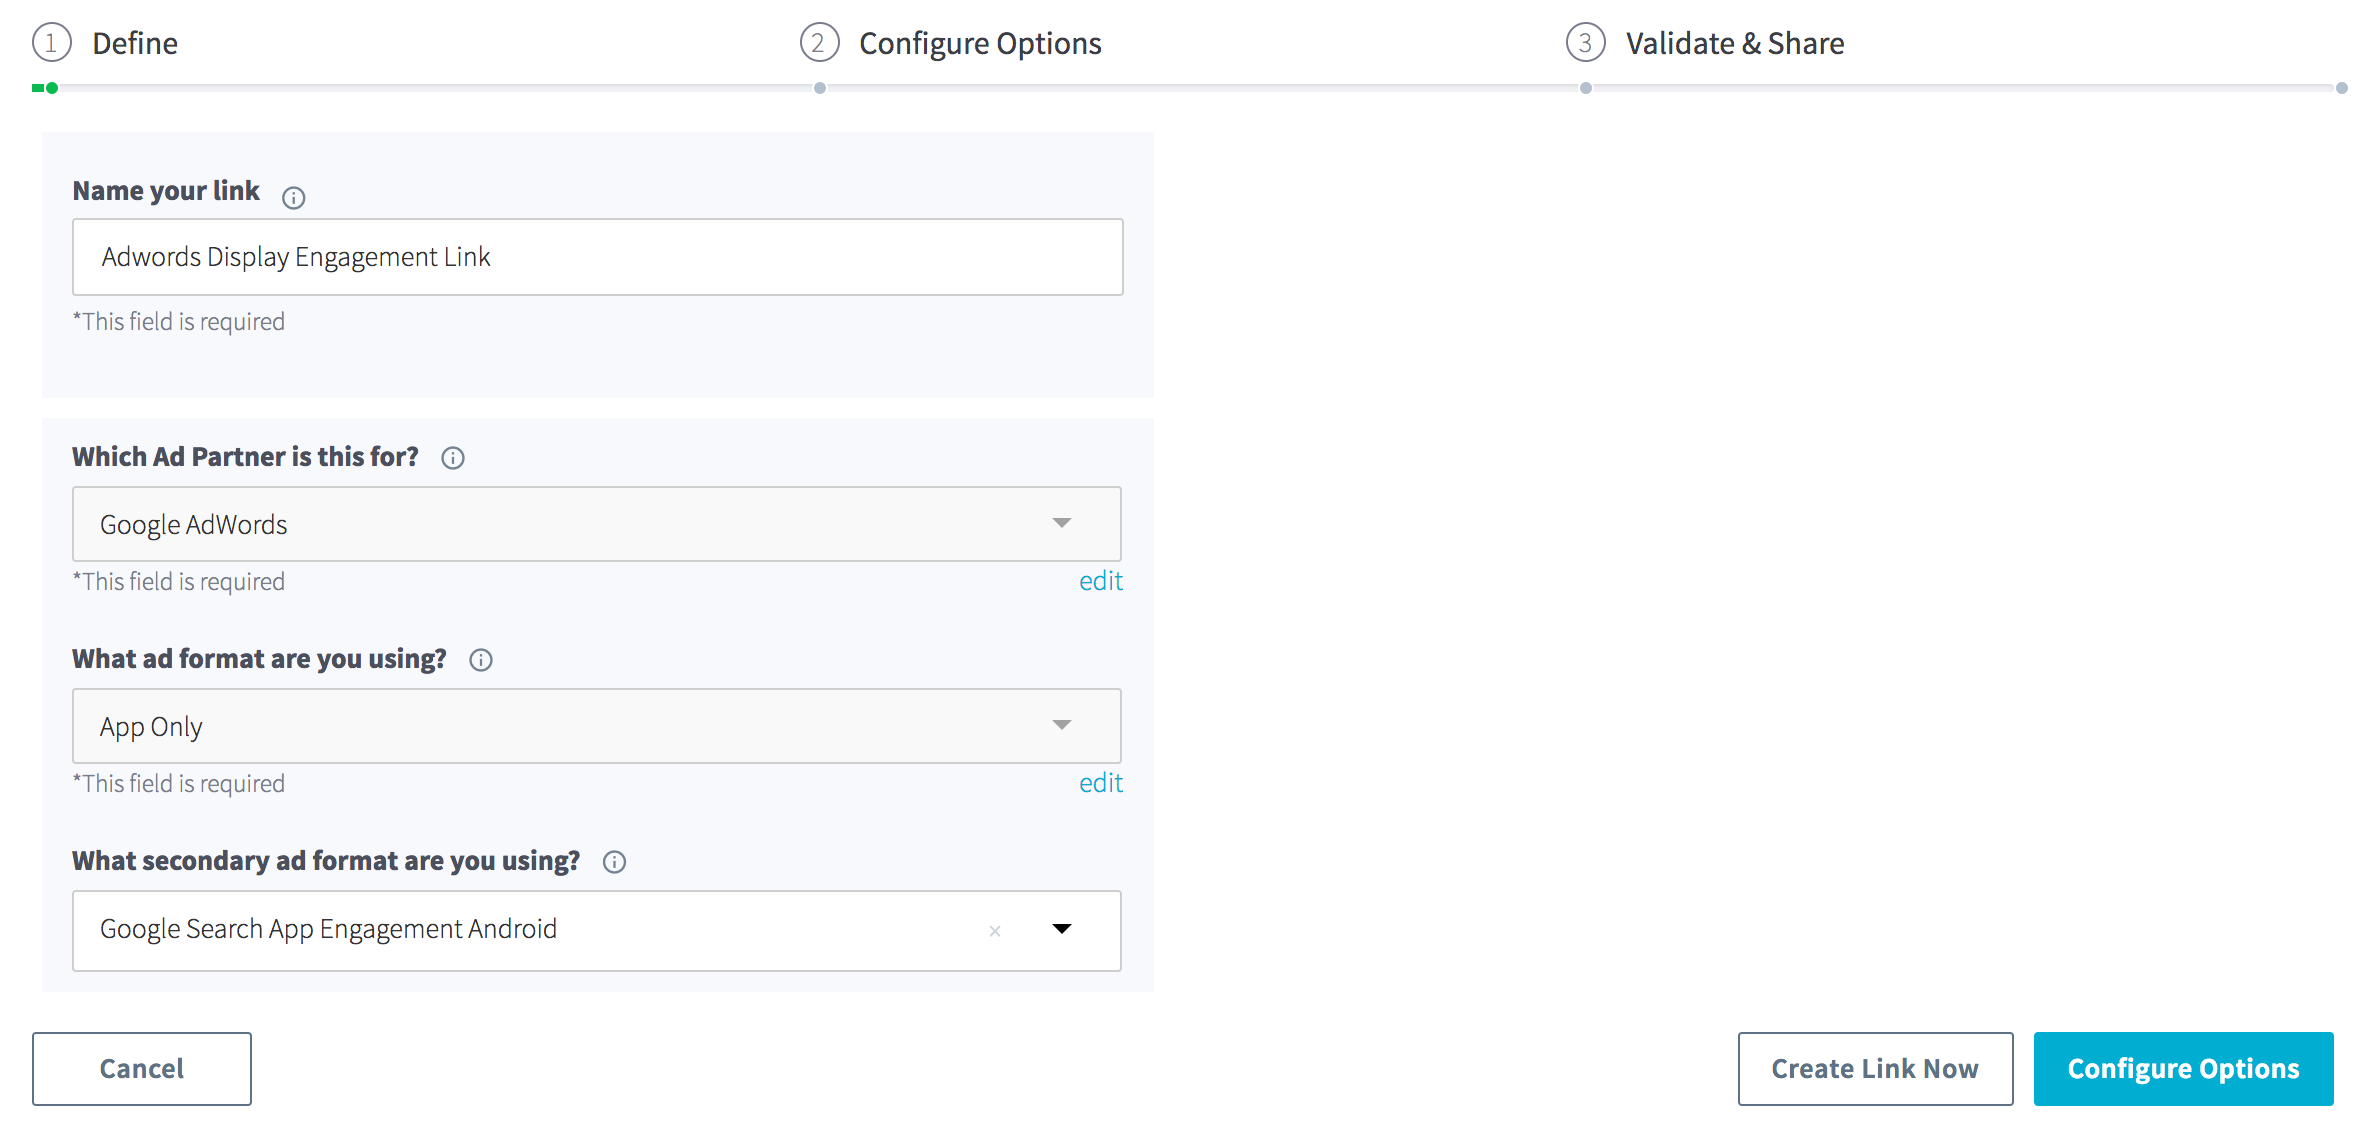 1 Define
2 Configure Options
3 Validate & Share
Name your link
Adwords Display Engagement Link
*This field is required
Which Ad Partner is this for?
Google AdWords
*This field is required
edit
What ad format are you using?
App Only
*This field is required
edit
What secondary ad format are you using?
Google Search App Engagement Android
Cancel
Create Link Now
Configure Options